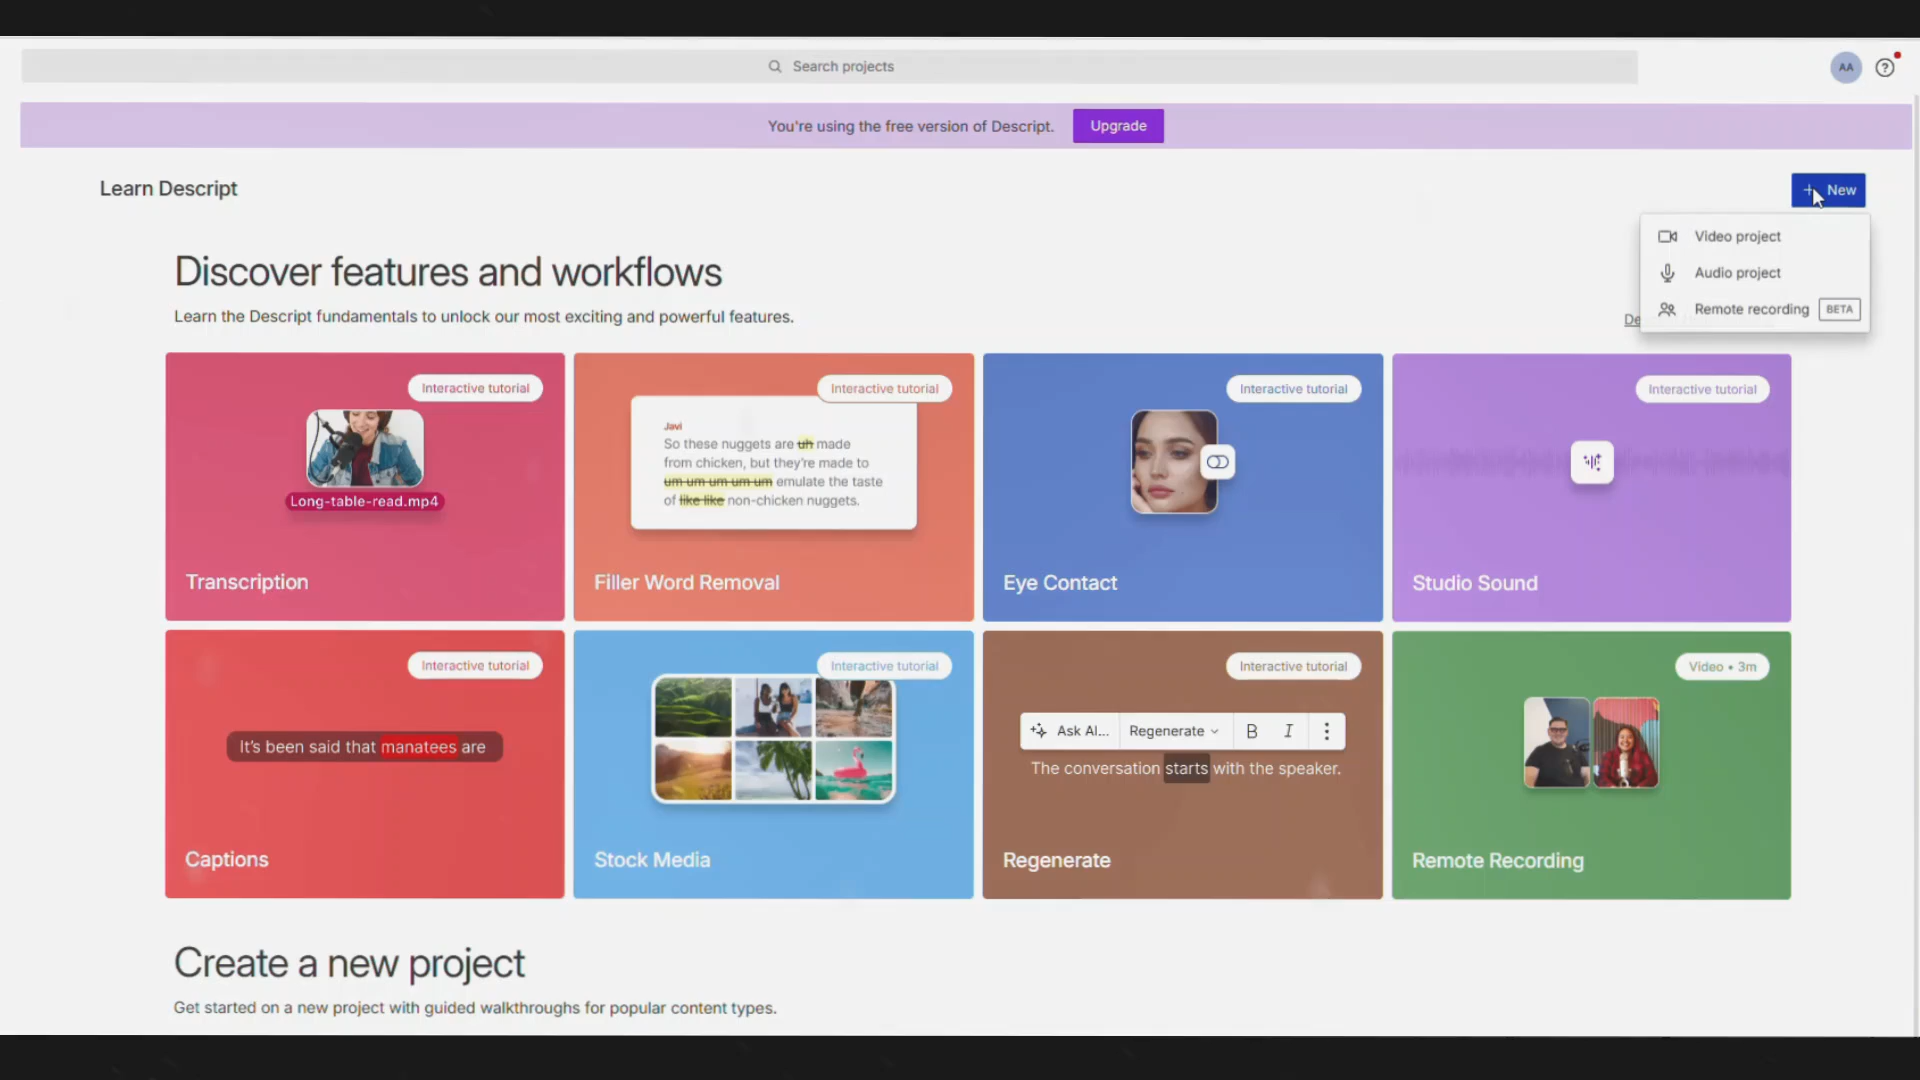 Search projects
AA
You're using the free version of Descript.
Upgrade
Learn Descript
New
Video project
Audio project
Remote recording BETA
Discover features and workflows
Learn the Descript fundamentals to unlock our most exciting and powerful features.
De
Interactive tutorial
Long-table-read.mp4
Transcription
Interactive tutorial
Javi
So these nuggets are uh made
from chicken, but they're made to
um um um um um emulate the taste
of like like non-chicken nuggets.
Filler Word Removal
Interactive tutorial
Eye Contact
Interactive tutorial
Studio Sound
Interactive tutorial
It's been said that manatees are
Captions
Interactive tutorial
Stock Media
Interactive tutorial
Ask AI... Regenerate B I
The conversation starts with the speaker.
Regenerate
Video • 3m
Remote Recording
Create a new project
Get started on a new project with guided walkthroughs for popular content types.